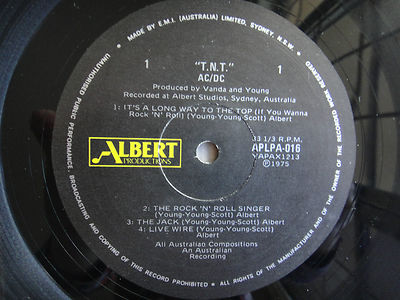 MADE BY E.M.I. (AUSTRALIA) LIMITED, SYDNEY, N.S.W.
ALL RIGHTS OF THE MANUFACTURER AND OF THE OWNER OF THE RECORDED WORK RESERVED
UNAUTHORISED PUBLIC PERFORMANCE, BROADCASTING AND COPYING OF THIS RECORD PROHIBITED
1 "T.N.T." 1
AC/DC
Produced by Vanda and Young
Recorded at Albert Studios, Sydney, Australia
1: IT'S A LONG WAY TO THE TOP (If You Wanna
Rock 'N' Roll) (Young-Young-Scott) Albert
33 1/3 R.P.M.
APLPA-016
YAPAX1213
℗1975
ALBERT
PRODUCTIONS
2: THE ROCK 'N' ROLL SINGER
(Young-Young-Scott) Albert
3: THE JACK (Young-Young-Scott) Albert
4: LIVE WIRE (Young-Young-Scott)
Albert
All Australian Compositions
An Australian
Recording